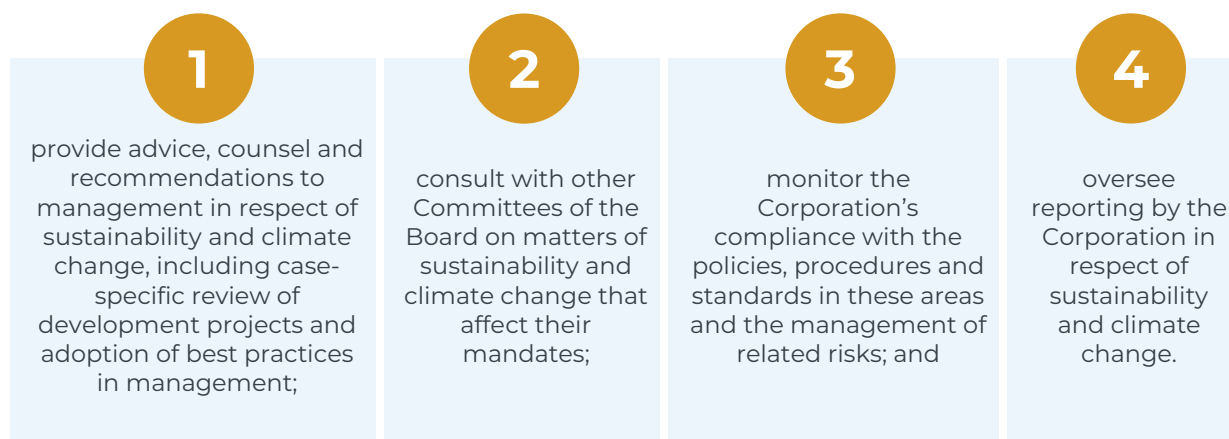 1
provide advice, counsel and
recommendations to
management in respect of
sustainability and climate
change, including case-
specific review of
development projects and
adoption of best practices
in management;
2
consult with other
Committees of the
Board on matters of
sustainability and
climate change that
affect their
mandates;
3
monitor the
Corporation’s
compliance with the
policies, procedures and
standards in these areas
and the management of
related risks; and
4
oversee
reporting by the
Corporation in
respect of
sustainability
and climate
change.